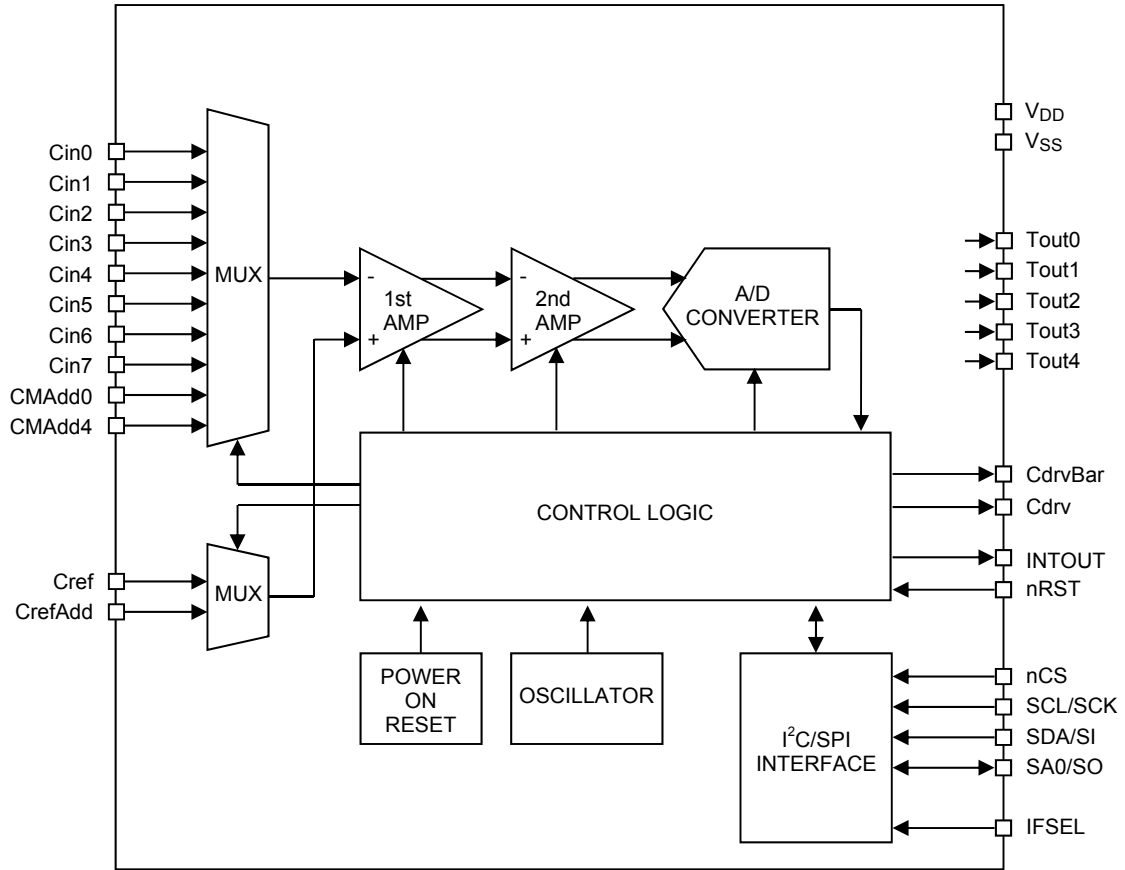 Cin0
Cin1
Cin2
Cin3
Cin4
Cin5
Cin6
Cin7
CMAdd0
CMAdd4
Cref
CrefAdd
MUX
MUX
-
+
1st
AMP
-
+
2nd
AMP
A/D
CONVERTER
CONTROL LOGIC
POWER
ON
RESET
OSCILLATOR
I²C/SPI
INTERFACE
VDD
VSS
Tout0
Tout1
Tout2
Tout3
Tout4
CdrvBar
Cdrv
INTOUT
nRST
nCS
SCL/SCK
SDA/SI
SA0/SO
IFSEL